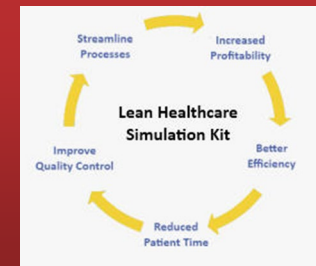 Streamline
Processes
Increased
Profitability
Lean Healthcare
Simulation Kit
Improve
Quality Control
Better
Efficiency
Reduced
Patient Time